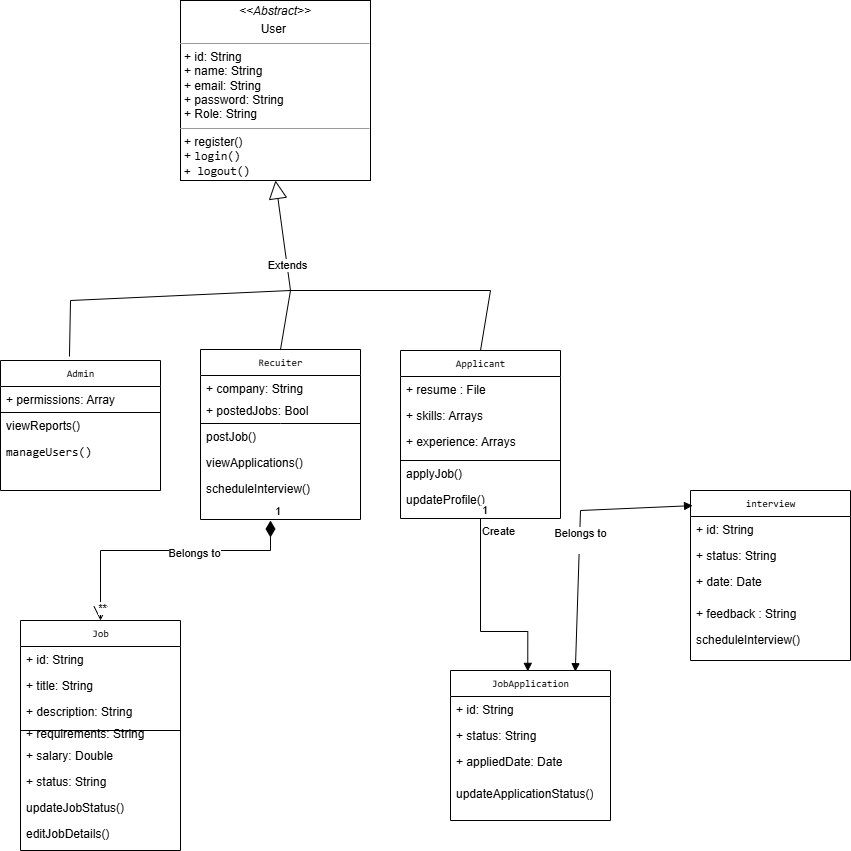 <<Abstract>>
User
+ id: String
+ name: String
+ email: String
+ password: String
+ Role: String
+ register()
+ login()
+ logout()
Extends
Admin
+ permissions: Array
viewReports()
manageUsers()
Recuiter
+ company: String
+ postedJobs: Bool
postJob()
viewApplications()
scheduleInterview()
1
Applicant
+ resume : File
+ skills: Arrays
+ experience: Arrays
applyJob()
updateProfile()
1
Create
Belongs to
interview
+ id: String
+ status: String
+ date: Date
+ feedback : String
scheduleInterview()
Belongs to
**
Job
+ id: String
+ title: String
+ description: String
+ requirements: String
+ salary: Double
+ status: String
updateJobStatus()
editJobDetails()
JobApplication
+ id: String
+ status: String
+ appliedDate: Date
updateApplicationStatus()